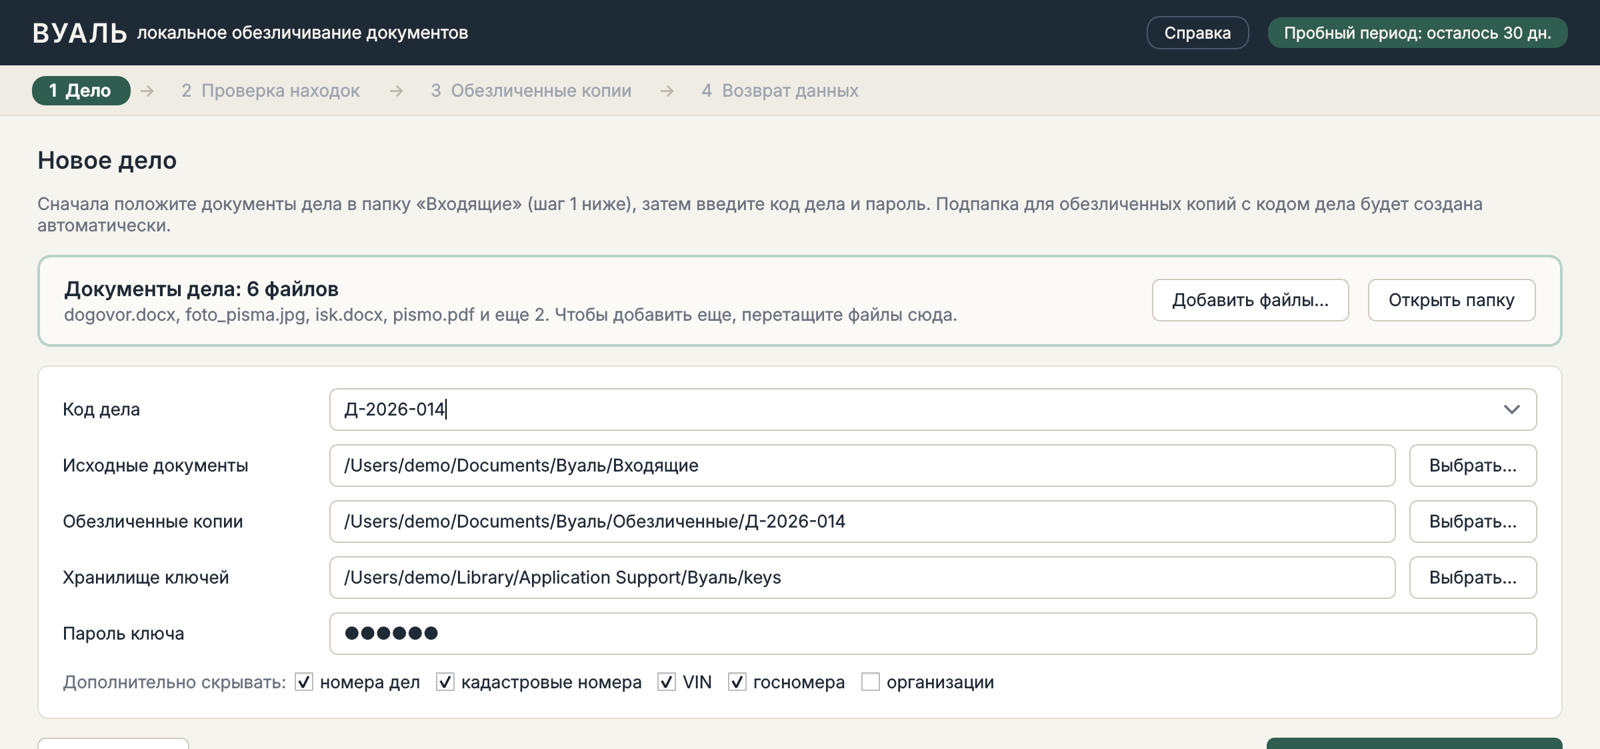 ВУАЛЬ локальное обезличивание документов
Справка
Пробный период: осталось 30 дн.
1 Дело → 2 Проверка находок → 3 Обезличенные копии → 4 Возврат данных
Новое дело
Сначала положите документы дела в папку «Входящие» (шаг 1 ниже), затем введите код дела и пароль. Подпапка для обезличенных копий с кодом дела будет создана
автоматически.
Документы дела: 6 файлов
dogovor.docx, foto_pisma.jpg, isk.docx, pismo.pdf и еще 2. Чтобы добавить еще, перетащите файлы сюда.
Добавить файлы...
Открыть папку
Код дела
Д-2026-014
Исходные документы
/Users/demo/Documents/Вуаль/Входящие
Выбрать...
Обезличенные копии
/Users/demo/Documents/Вуаль/Обезличенные/Д-2026-014
Выбрать...
Хранилище ключей
/Users/demo/Library/Application Support/Вуаль/keys
Выбрать...
Пароль ключа
●●●●●●
Дополнительно скрывать: номера дел кадастровые номера VIN госномера организации